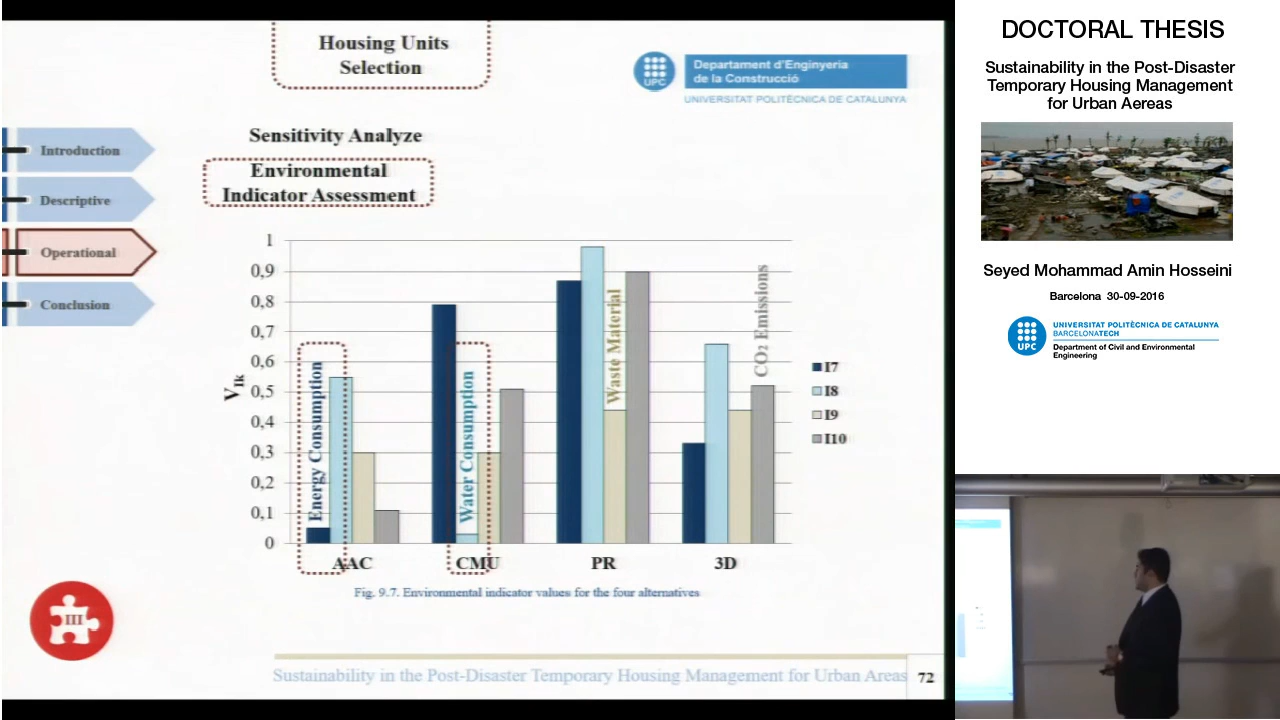 Housing Units
Selection
UPC
Departament d'Enginyeria
de la Construcció
UNIVERSITAT POLITÈCNICA DE CATALUNYA
Introduction
Descriptive
Operational
Conclusion
Sensitivity Analyze
Environmental
Indicator Assessment
VIk
1
0,9
0,8
0,7
0,6
0,5
0,4
0,3
0,2
0,1
0
Energy Consumption
Water Consumption
Waste Material
CO₂ Emissions
AAC
CMU
PR
3D
I7
I8
I9
I10
Fig. 9.7. Environmental indicator values for the four alternatives
III
Sustainability in the Post-Disaster Temporary Housing Management for Urban Areas
72
DOCTORAL THESIS
Sustainability in the Post-Disaster
Temporary Housing Management
for Urban Aereas
Seyed Mohammad Amin Hosseini
Barcelona 30-09-2016
UPC
UNIVERSITAT POLITÈCNICA DE CATALUNYA
BARCELONATECH
Department of Civil and Environmental
Engineering